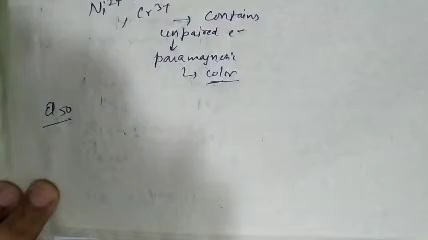 Ni²⁺, Cr³⁺ → contains
unpaired e⁻
↓
paramagnetic
↳ color
Q50